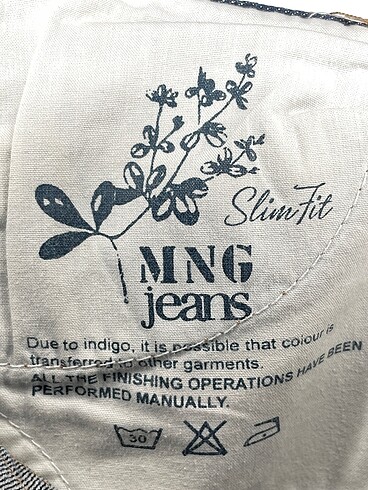 Slim Fit
MNG
jeans
Due to indigo, it is possible that colour is
transferred to other garments.
ALL THE FINISHING OPERATIONS HAVE BEEN
PERFORMED MANUALLY.
30